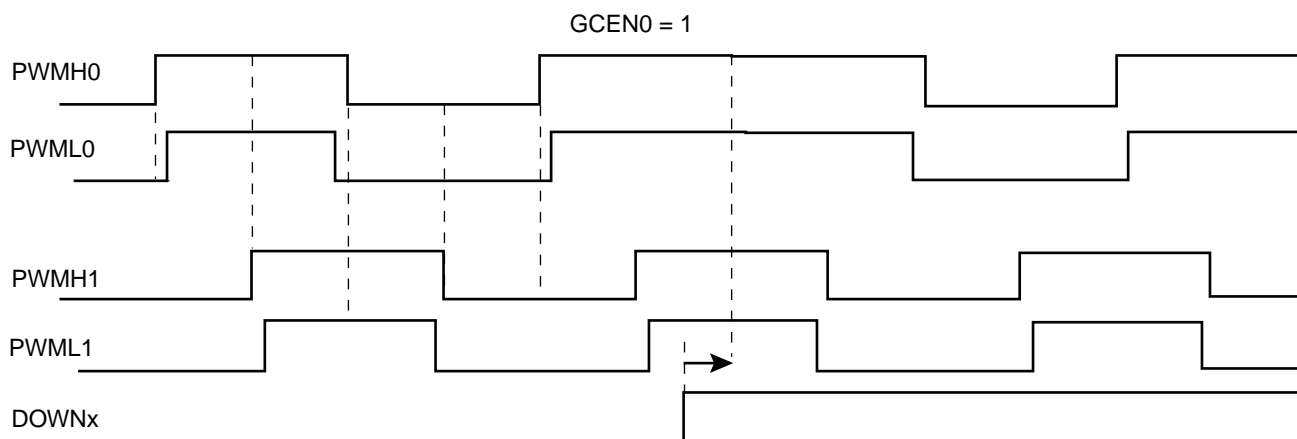 GCEN0 = 1
PWMH0
PWML0
PWMH1
PWML1
DOWNx